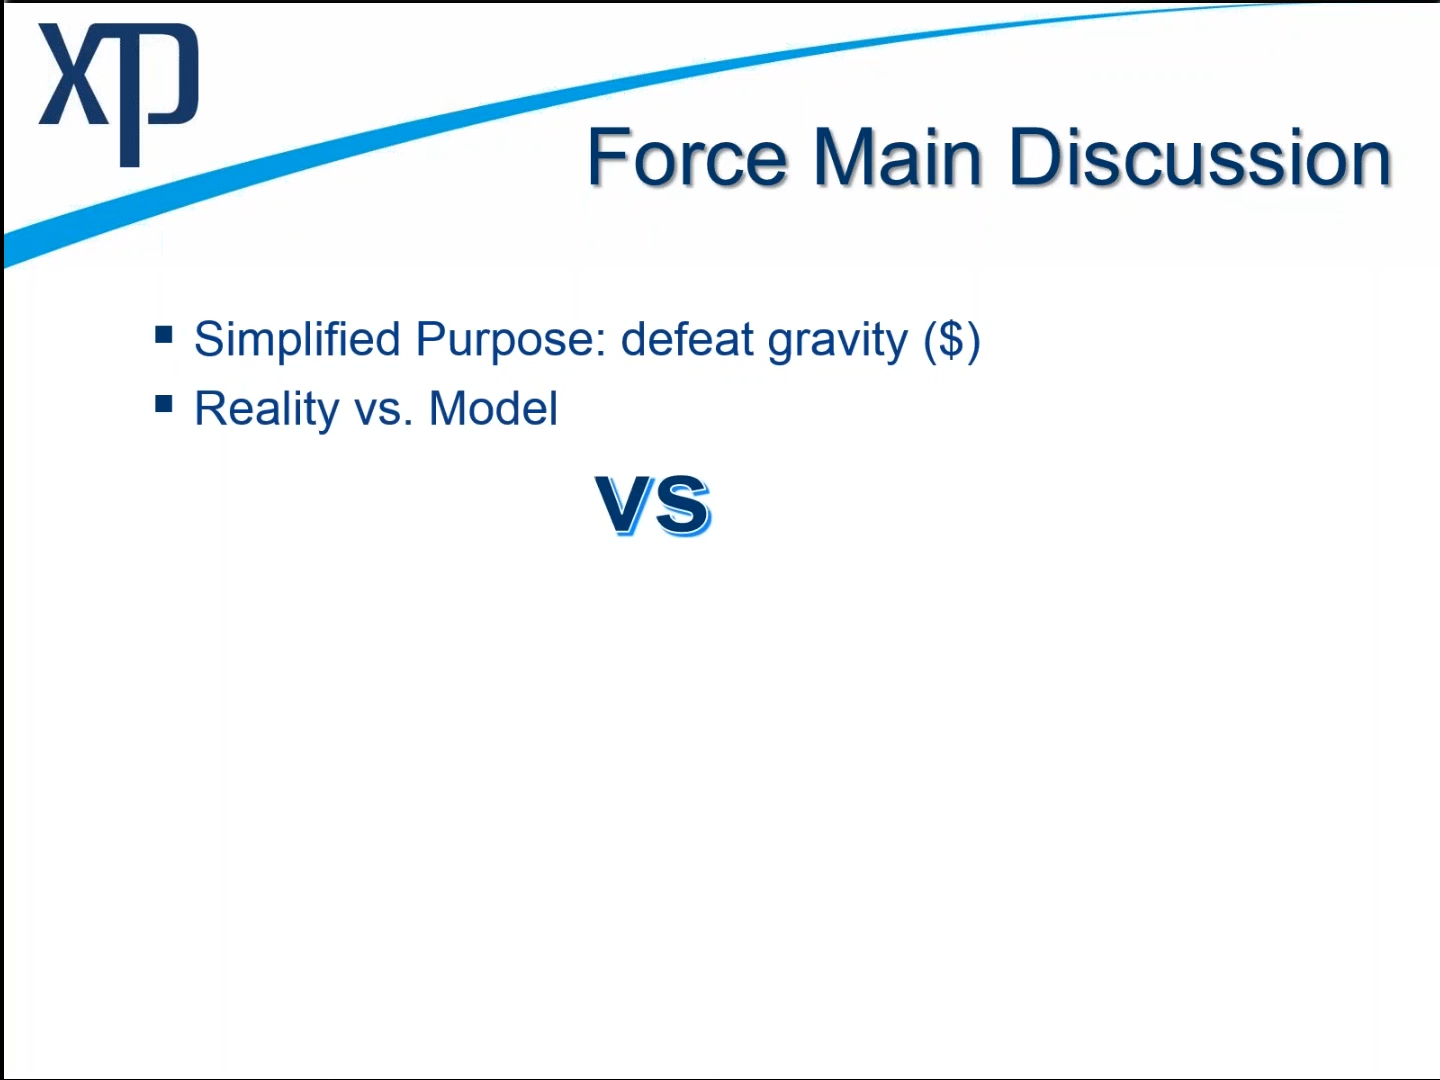 xp
Force Main Discussion
Simplified Purpose: defeat gravity ($)
Reality vs. Model
vs